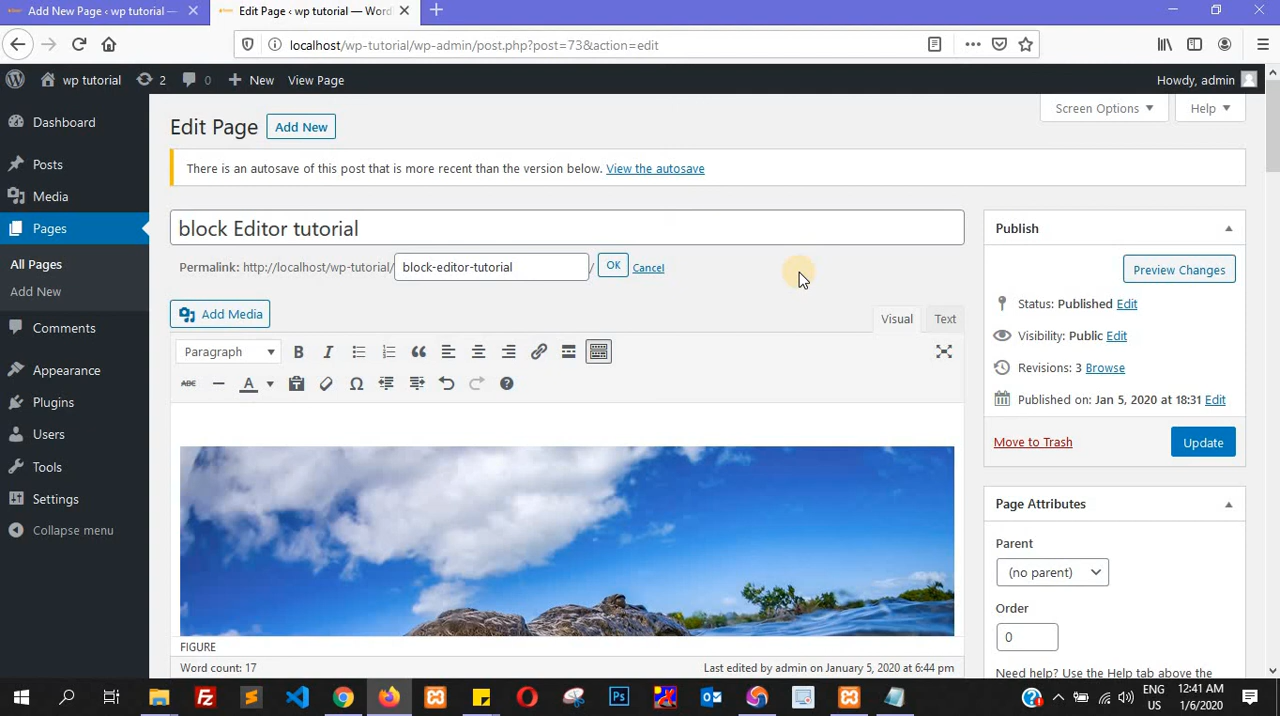 Add New Page ‹ wp tutorial —
Edit Page ‹ wp tutorial — Word
localhost/wp-tutorial/wp-admin/post.php?post=73&action=edit
wp tutorial
2
0
New
View Page
Howdy, admin
Dashboard
Posts
Media
Pages
All Pages
Add New
Comments
Appearance
Plugins
Users
Tools
Settings
Collapse menu
Screen Options
Help
Edit Page
Add New
There is an autosave of this post that is more recent than the version below. View the autosave
block Editor tutorial
Permalink: http://localhost/wp-tutorial/ block-editor-tutorial / OK Cancel
Add Media
Visual
Text
Paragraph
B
I
ABC
A
FIGURE
Word count: 17
Last edited by admin on January 5, 2020 at 6:44 pm
Publish
Preview Changes
Status: Published Edit
Visibility: Public Edit
Revisions: 3 Browse
Published on: Jan 5, 2020 at 18:31 Edit
Move to Trash
Update
Page Attributes
Parent
(no parent)
Order
0
Need help? Use the Help tab above the
Ps
ENG
US
12:41 AM
1/6/2020